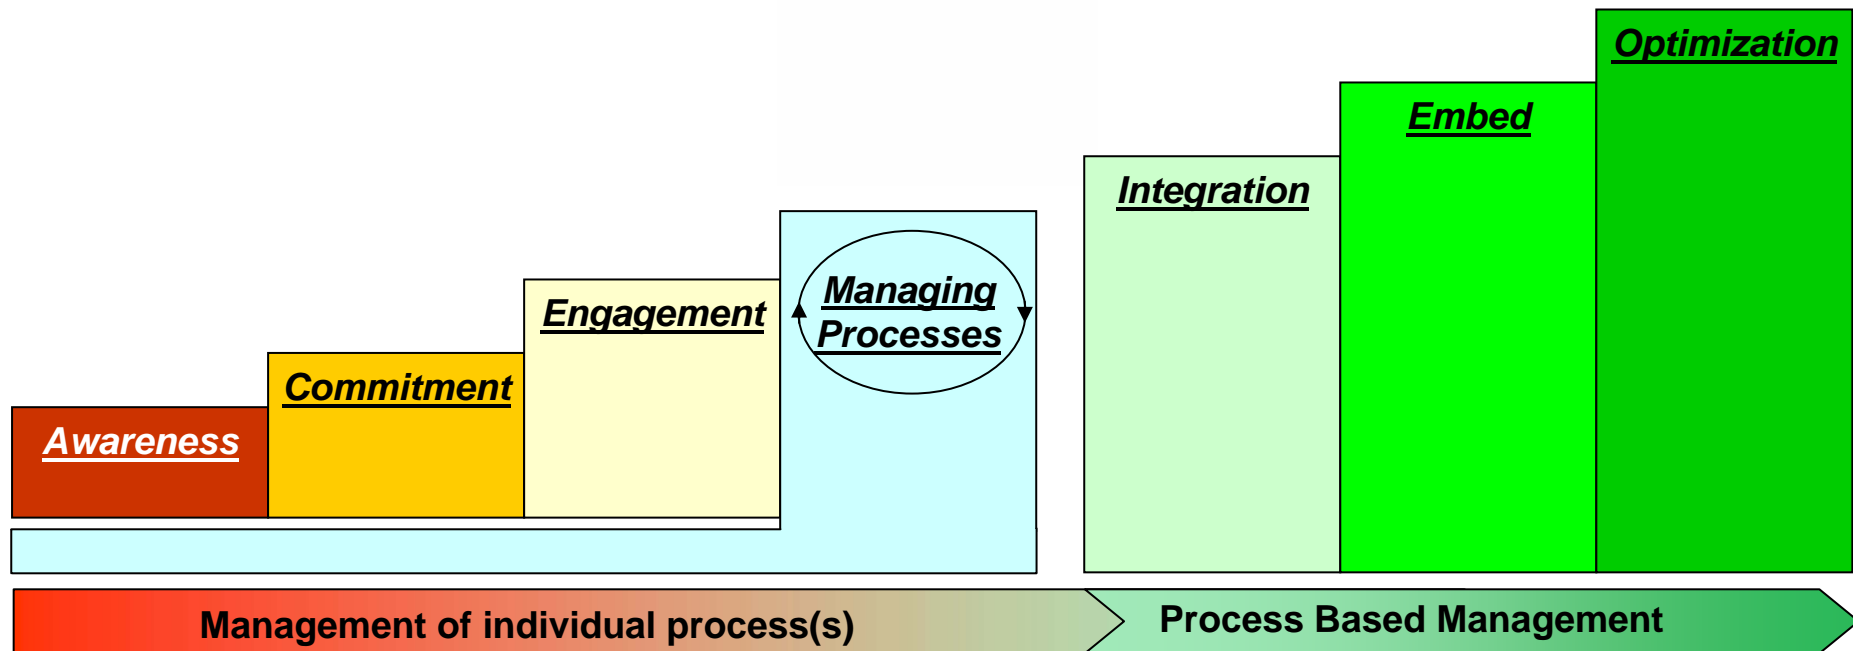 Awareness
Commitment
Engagement
Managing
Processes
Integration
Embed
Optimization
Management of individual process(s)
Process Based Management